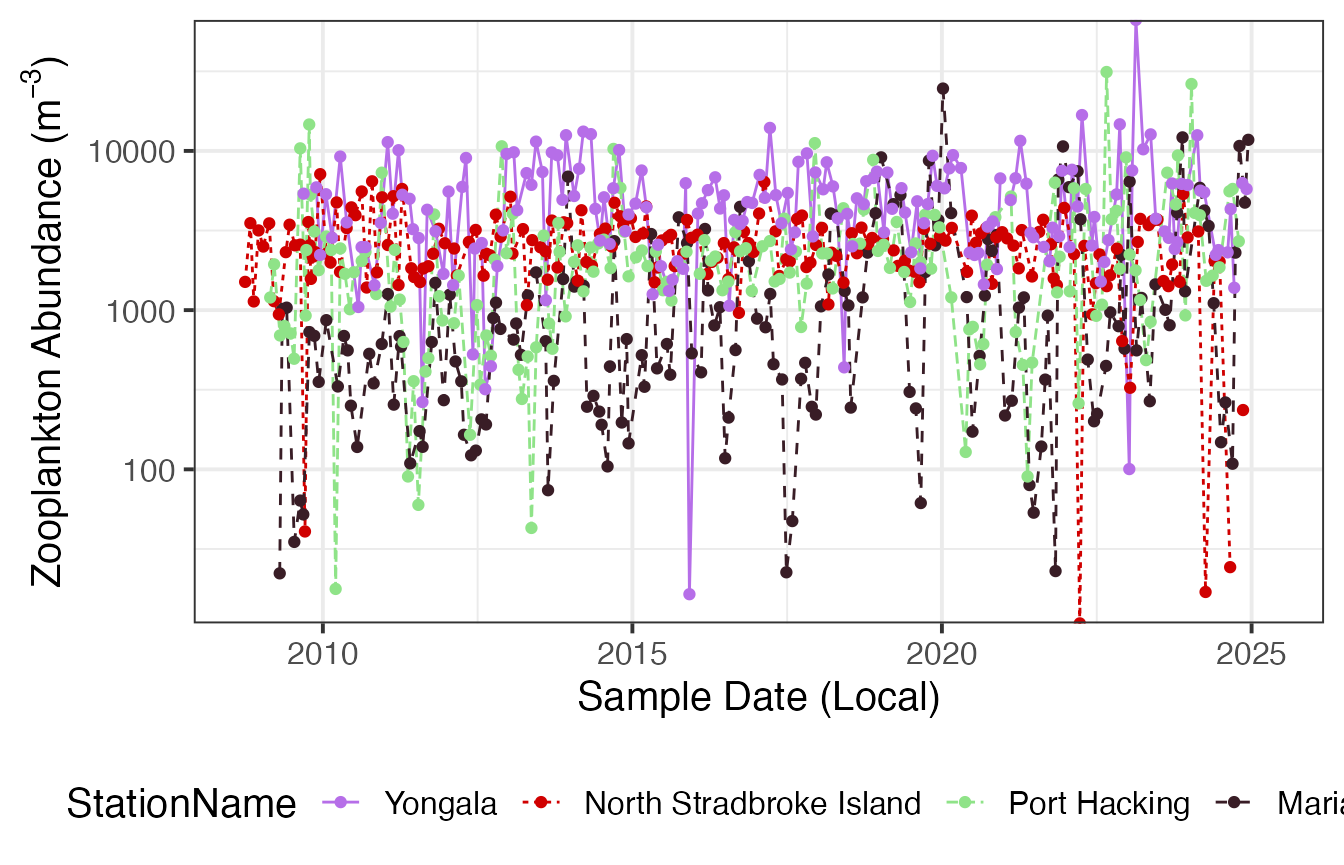 Zooplankton Abundance (m⁻³)
10000
1000
100
2010 2015 2020 2025
Sample Date (Local)
StationName Yongala North Stradbroke Island Port Hacking Maria